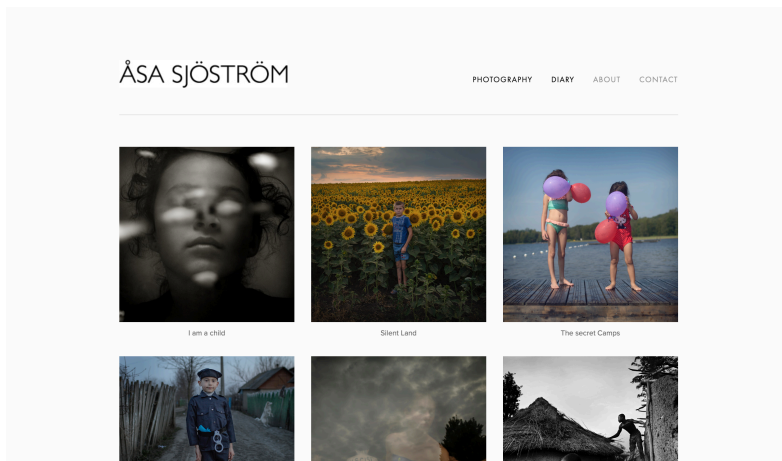 ÅSA SJÖSTRÖM
PHOTOGRAPHY DIARY ABOUT CONTACT
I am a child
Silent Land
The secret Camps